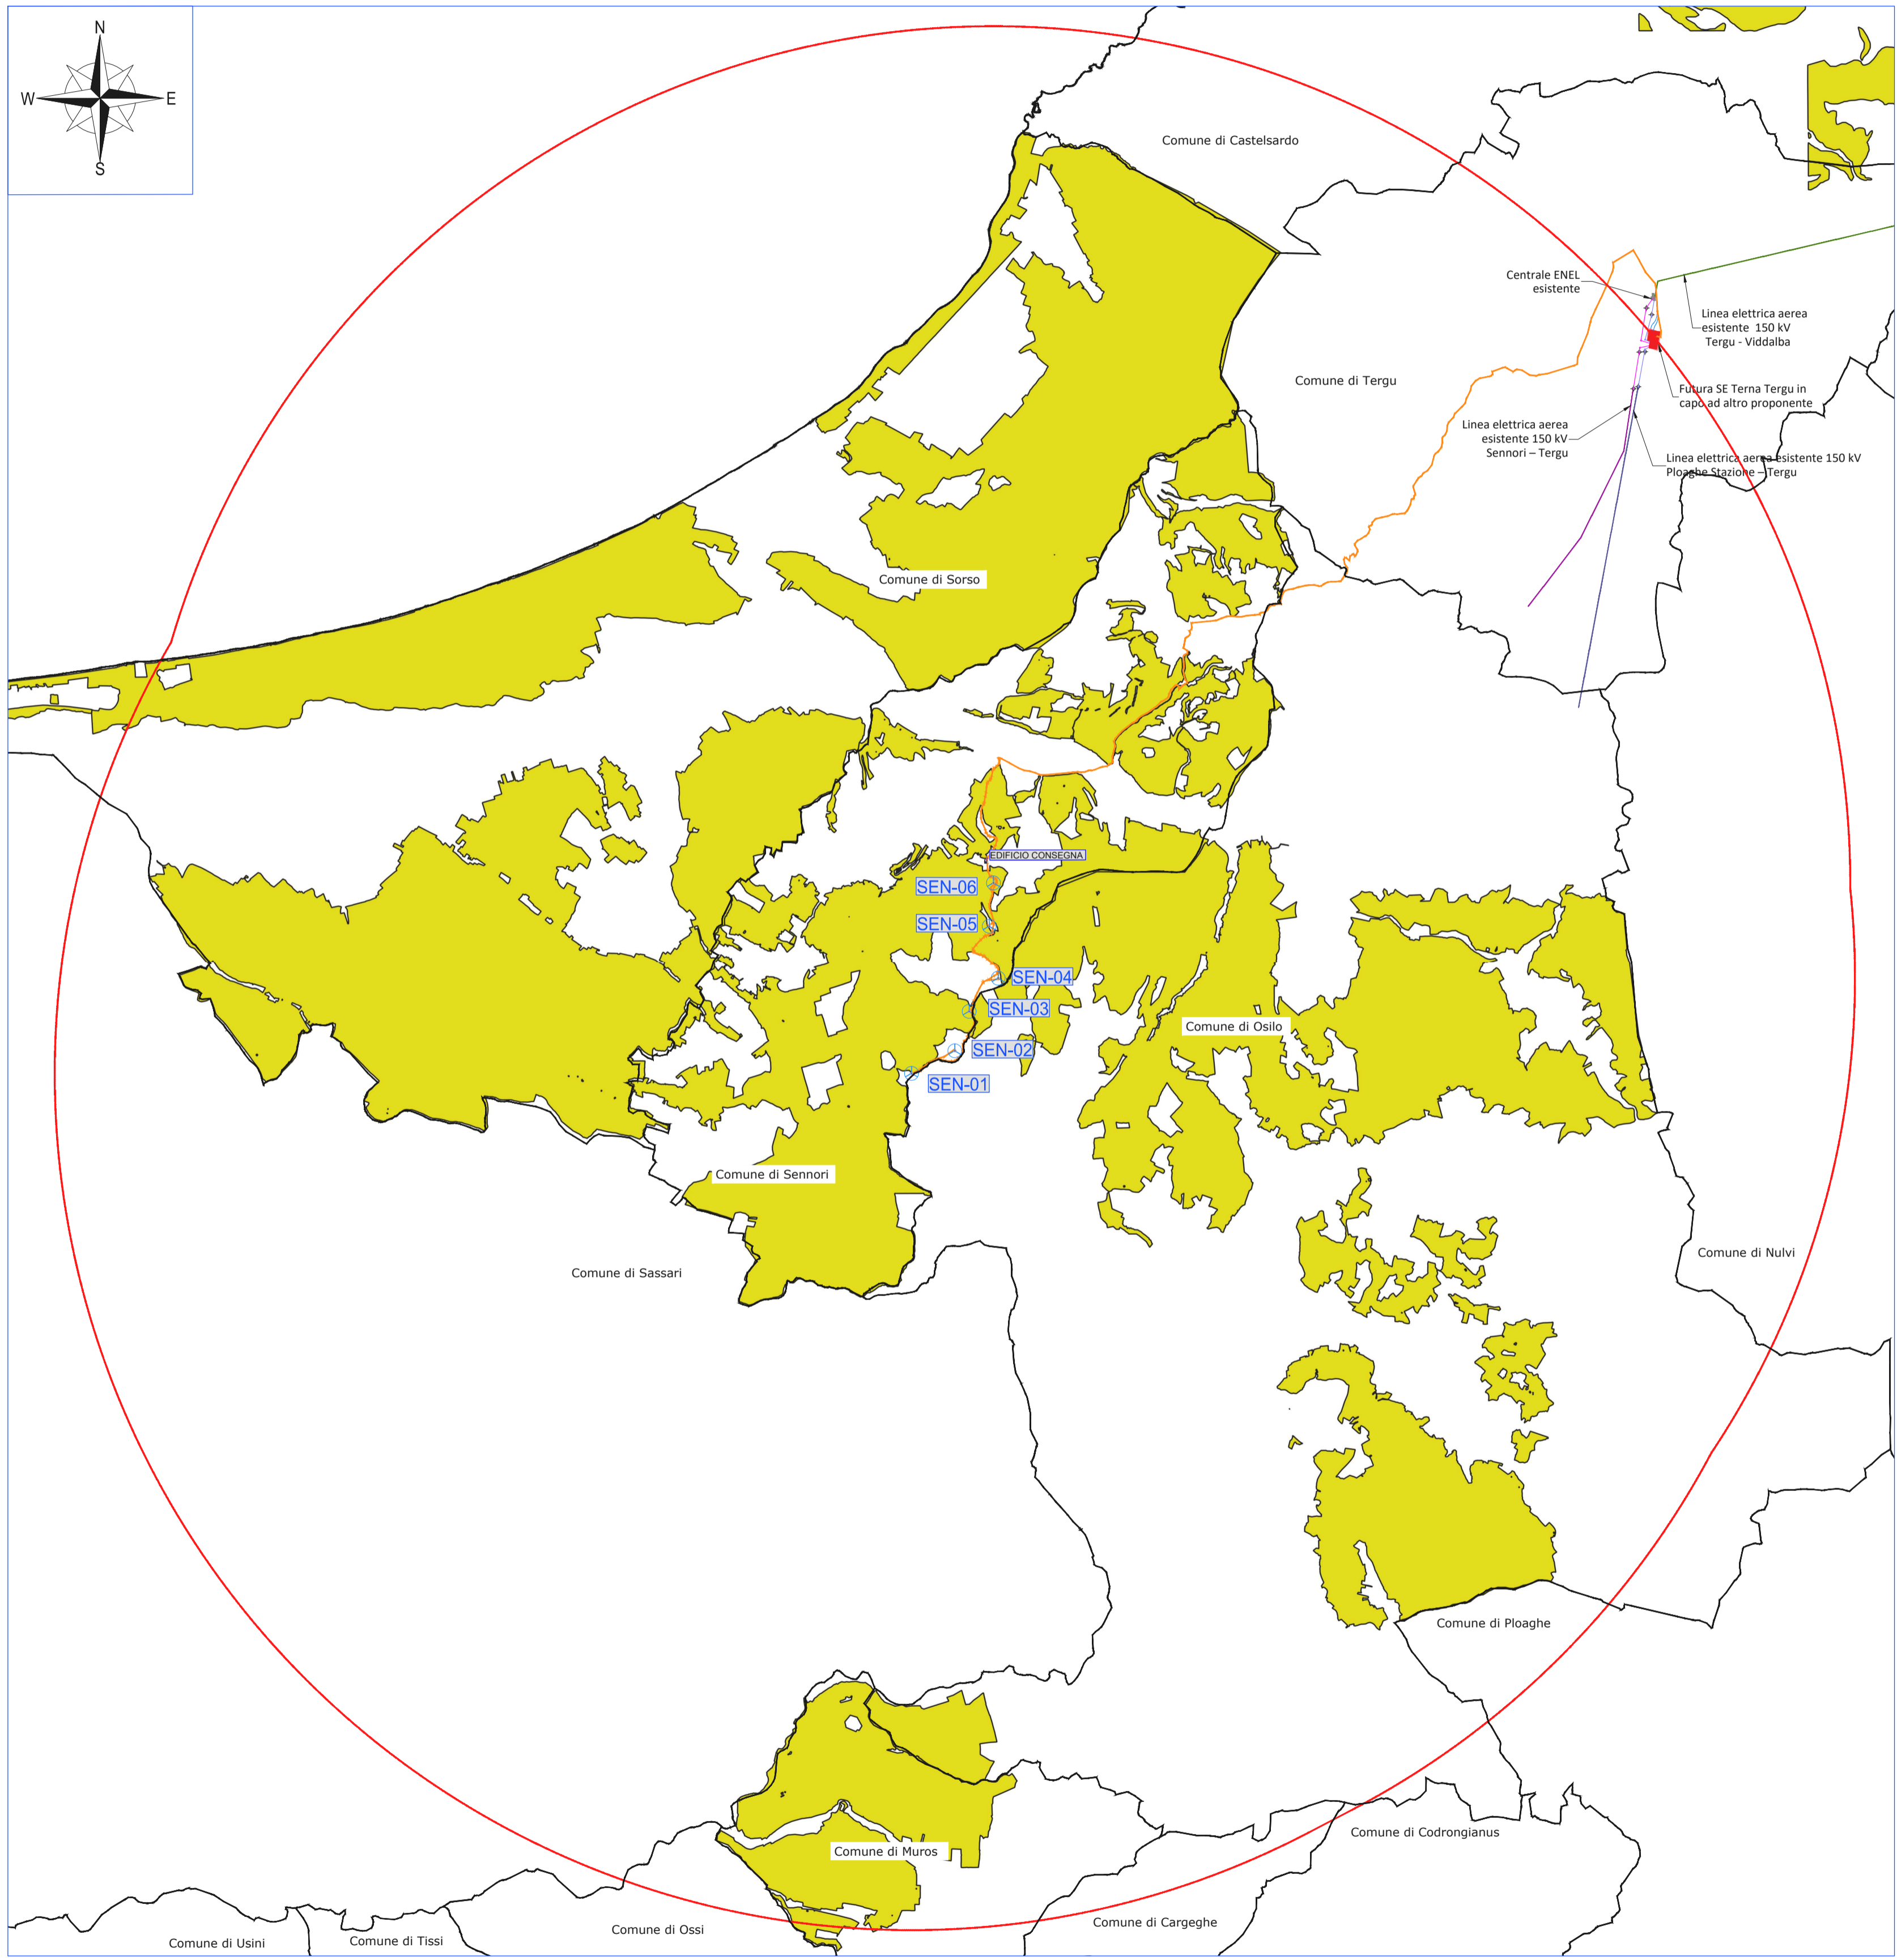 N
W
E
S
Comune di Castelsardo
Centrale ENEL
esistente
Linea elettrica aerea
esistente 150 kV
Tergu - Viddalba
Comune di Tergu
Futura SE Terna Tergu in
capo ad altro proponente
Linea elettrica aerea
esistente 150 kV
Sennori – Tergu
Linea elettrica aerea esistente 150 kV
Ploaghe Stazione – Tergu
Comune di Sorso
EDIFICIO CONSEGNA
SEN-06
SEN-05
SEN-04
SEN-03
Comune di Osilo
SEN-02
SEN-01
Comune di Sennori
Comune di Nulvi
Comune di Sassari
Comune di Ploaghe
Comune di Codrongianus
Comune di Muros
Comune di Cargeghe
Comune di Ossi
Comune di Tissi
Comune di Usini